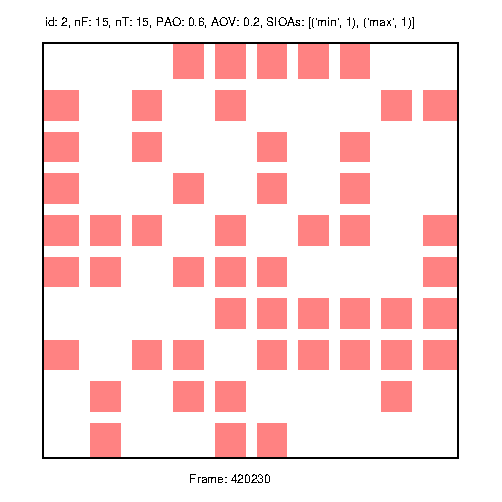 id: 2, nF: 15, nT: 15, PAO: 0.6, AOV: 0.2, SIOAs: [('min', 1), ('max', 1)]
Frame: 420230